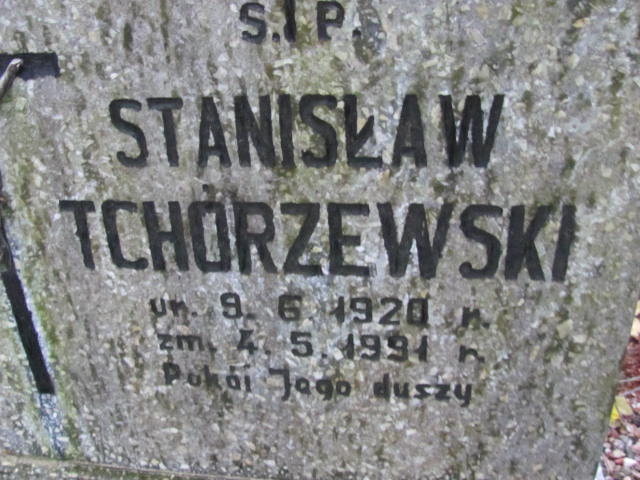 Ś.†P.
STANISŁAW
TCHÓRZEWSKI
ur. 9. 6. 1920 r.
zm. 4. 5. 1991 r.
Pokój Jego duszy